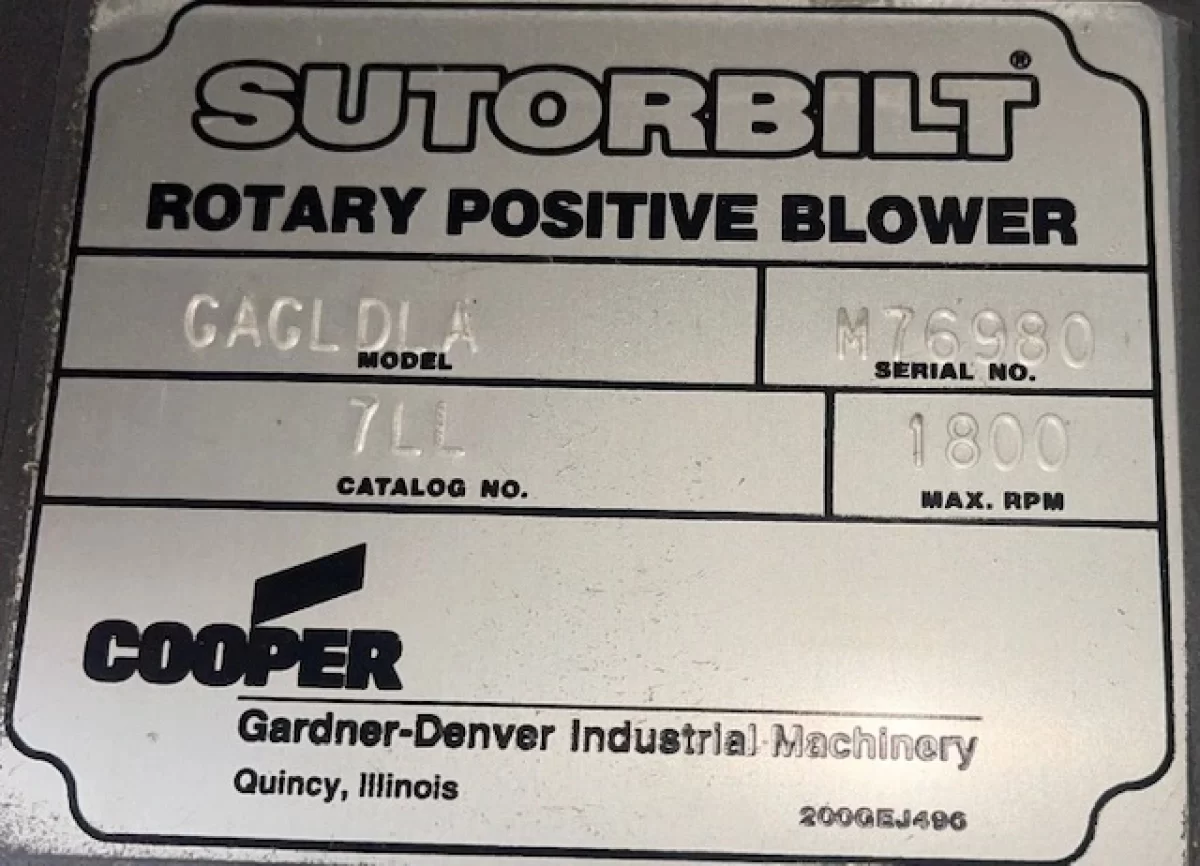 SUTORBILT®
ROTARY POSITIVE BLOWER
GAGLDLA
MODEL
M76980
SERIAL NO.
7LL
CATALOG NO.
1800
MAX. RPM
COOPER
Gardner-Denver Industrial Machinery
Quincy, Illinois
200GEJ496